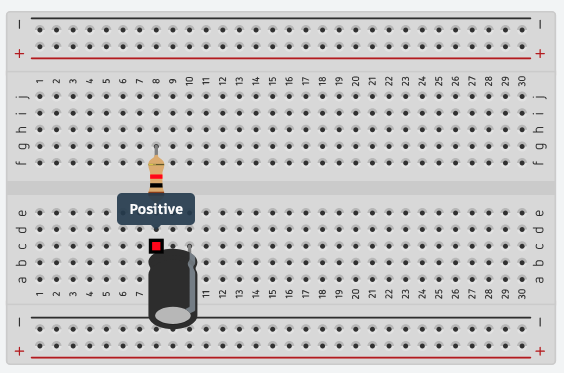 — —
+ +
1 2 3 4 5 6 7 8 9 10 11 12 13 14 15 16 17 18 19 20 21 22 23 24 25 26 27 28 29 30
j j
i i
h h
g g
f f
Positive
e e
d d
c c
b b
a a
1 2 3 4 5 6 7 11 12 13 14 15 16 17 18 19 20 21 22 23 24 25 26 27 28 29 30
— —
+ +